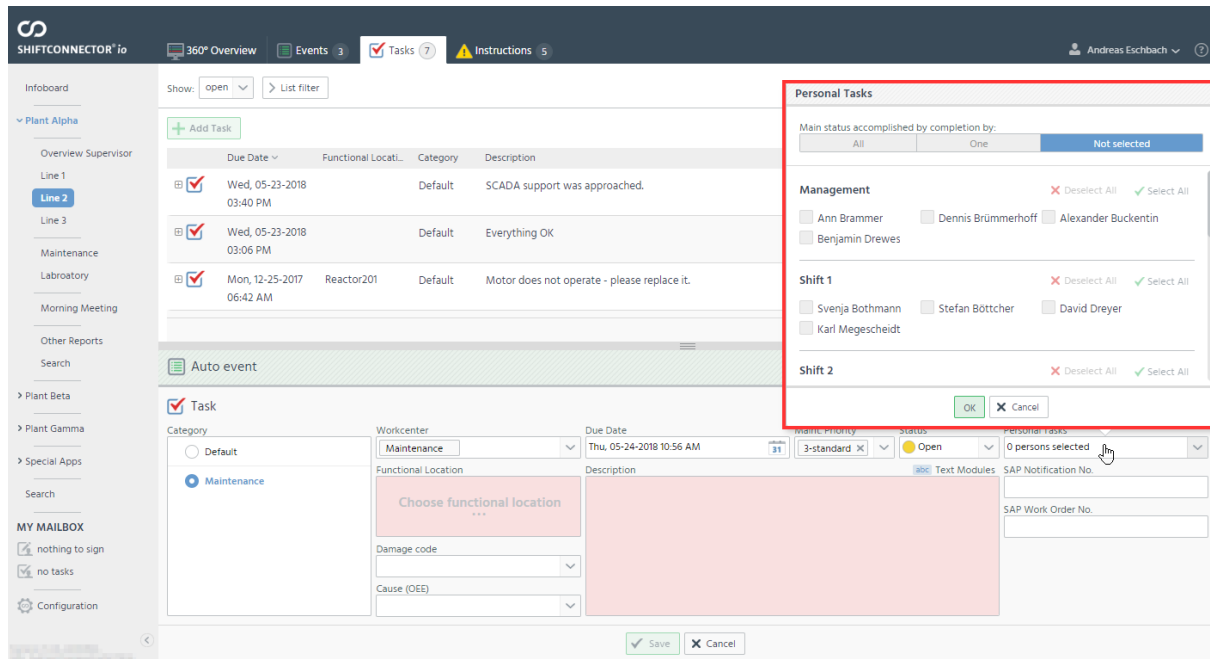 SHIFTCONNECTOR® io
360° Overview
Events 3
Tasks 7
Instructions 5
Andreas Eschbach
?
Infoboard
Plant Alpha
Overview Supervisor
Line 1
Line 2
Line 3
Maintenance
Labroatory
Morning Meeting
Other Reports
Search
Plant Beta
Plant Gamma
Special Apps
Search
MY MAILBOX
nothing to sign
no tasks
Configuration
Show: open
List filter
Add Task
Due Date Functional Locati... Category Description
Wed, 05-23-2018 Default SCADA support was approached.
03:40 PM
Wed, 05-23-2018 Default Everything OK
03:06 PM
Mon, 12-25-2017 Reactor201 Default Motor does not operate - please replace it.
06:42 AM
Personal Tasks
Main status accomplished by completion by:
All One Not selected
Management Deselect All Select All
Ann Brammer Dennis Brümmerhoff Alexander Buckentin
Benjamin Drewes
Shift 1 Deselect All Select All
Svenja Bothmann Stefan Böttcher David Dreyer
Karl Megescheidt
Shift 2 Deselect All Select All
OK Cancel
Auto event
Task
Category
Default
Maintenance
Workcenter
Maintenance
Functional Location
Choose functional location
...
Damage code
Cause (OEE)
Due Date
Thu, 05-24-2018 10:56 AM 31
Maint. Priority
3-standard
Status
Open
Personal Tasks
0 persons selected
Description abc Text Modules
SAP Notification No.
SAP Work Order No.
Save Cancel